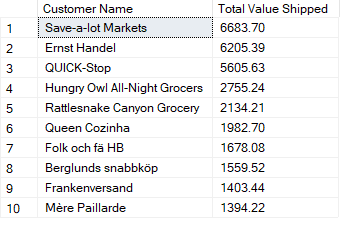 Customer Name Total Value Shipped
1 Save-a-lot Markets 6683.70
2 Ernst Handel 6205.39
3 QUICK-Stop 5605.63
4 Hungry Owl All-Night Grocers 2755.24
5 Rattlesnake Canyon Grocery 2134.21
6 Queen Cozinha 1982.70
7 Folk och fä HB 1678.08
8 Berglunds snabbköp 1559.52
9 Frankenversand 1403.44
10 Mère Paillarde 1394.22